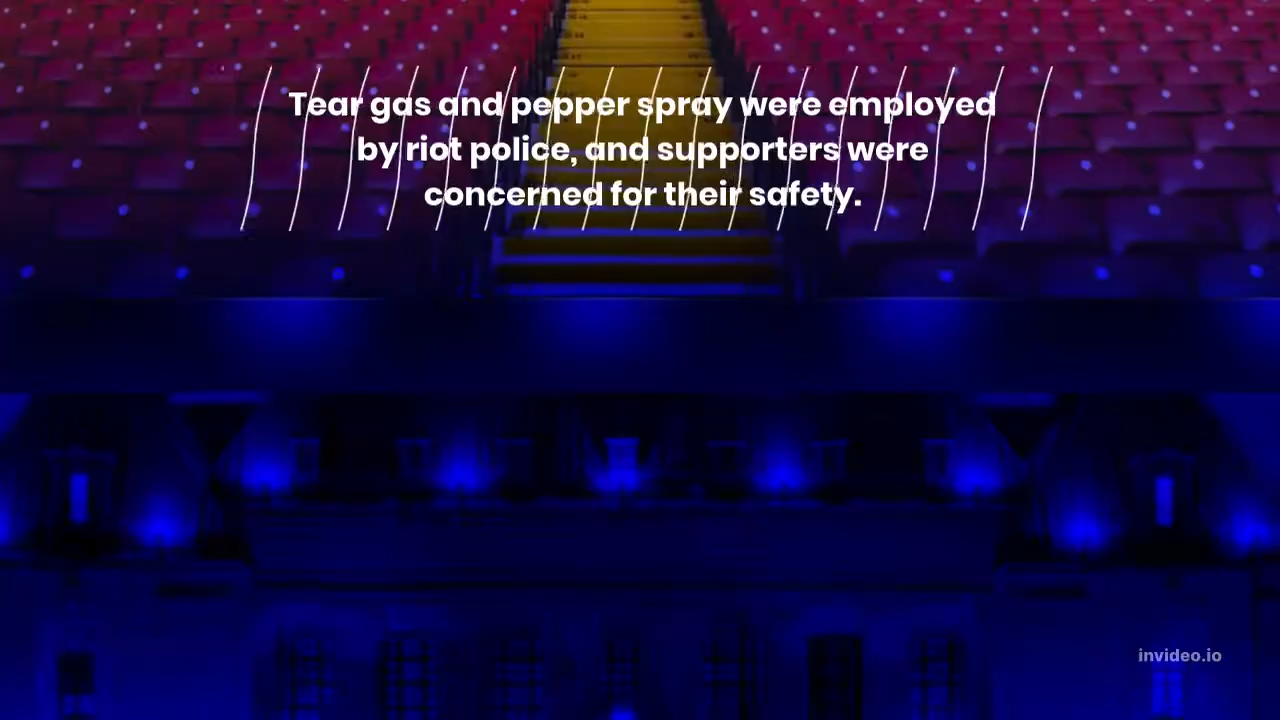 Tear gas and pepper spray were employed
by riot police, and supporters were
concerned for their safety.
invideo.io